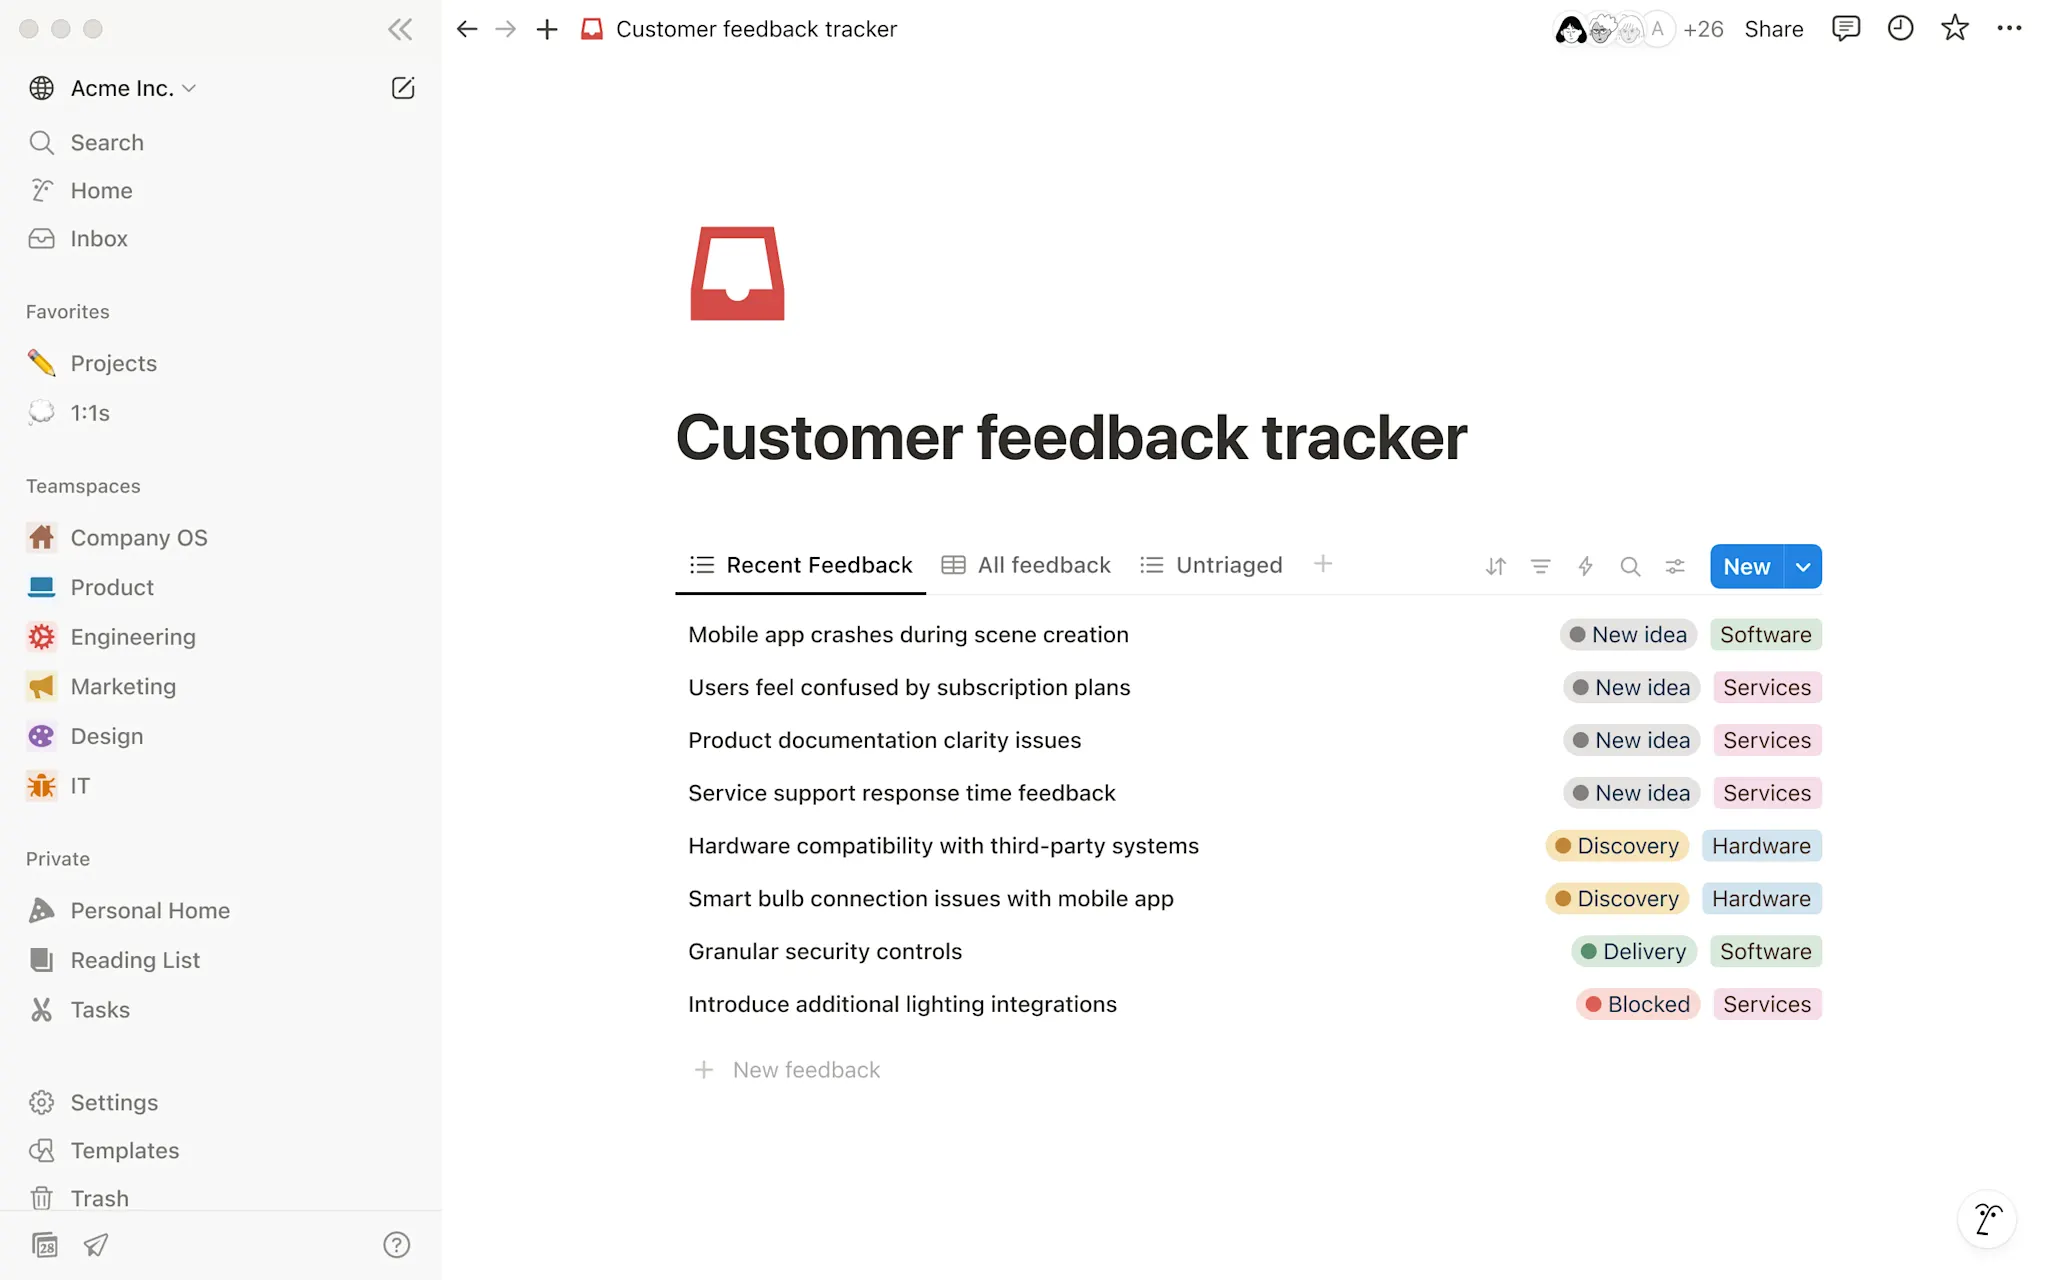 Customer feedback tracker
A +26 Share
Acme Inc.
Search
Home
Inbox
Favorites
Projects
1:1s
Teamspaces
Company OS
Product
Engineering
Marketing
Design
IT
Private
Personal Home
Reading List
Tasks
Settings
Templates
Trash
28
?
Customer feedback tracker
Recent Feedback All feedback Untriaged New
Mobile app crashes during scene creation New idea Software
Users feel confused by subscription plans New idea Services
Product documentation clarity issues New idea Services
Service support response time feedback New idea Services
Hardware compatibility with third-party systems Discovery Hardware
Smart bulb connection issues with mobile app Discovery Hardware
Granular security controls Delivery Software
Introduce additional lighting integrations Blocked Services
New feedback